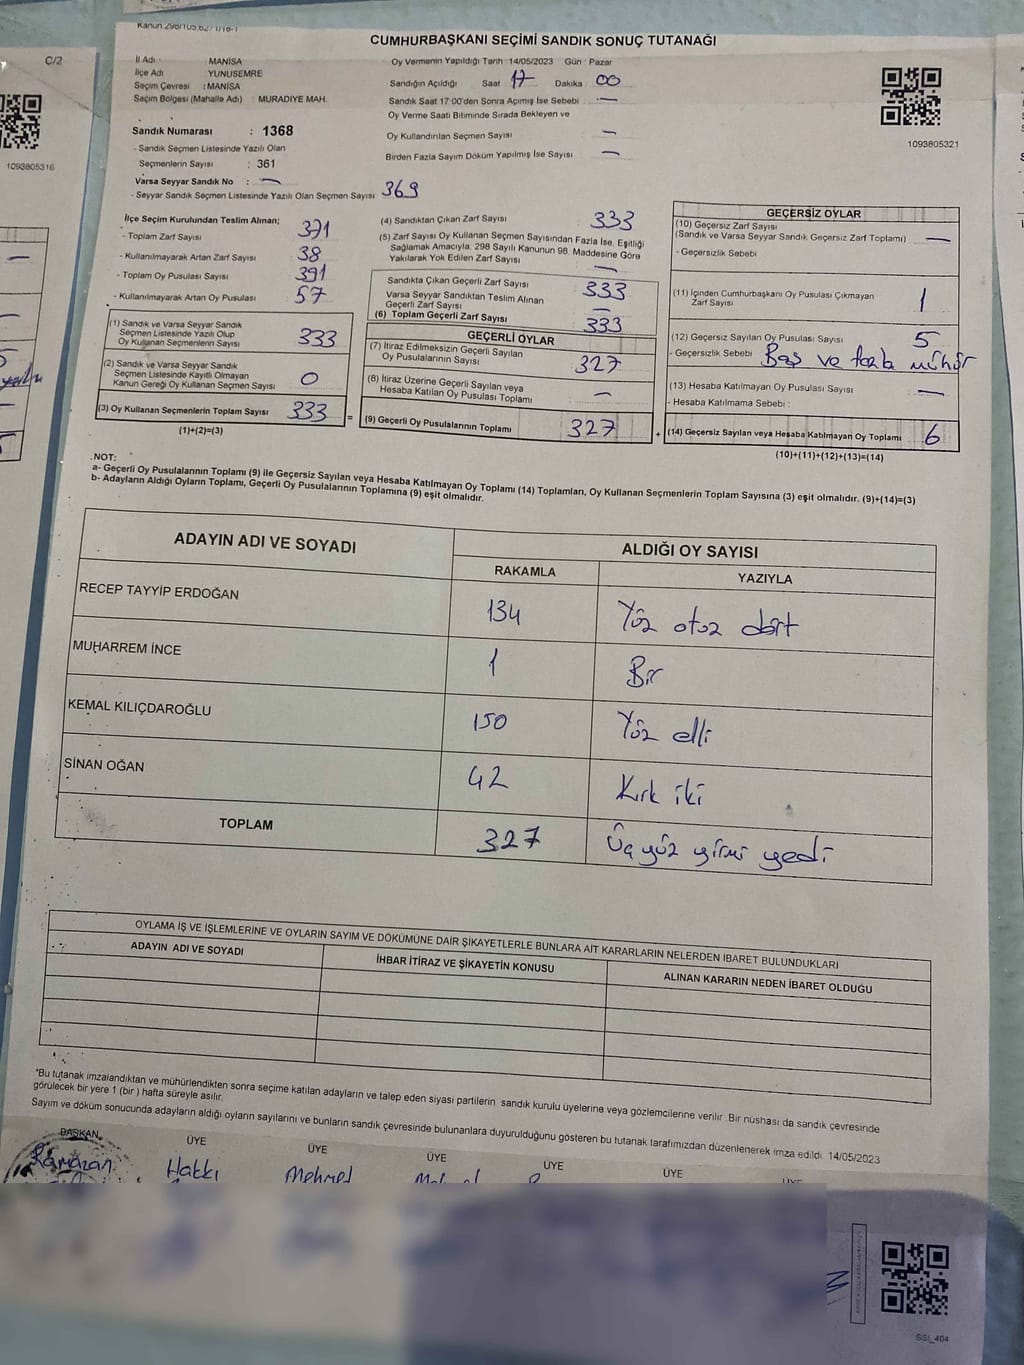 Kanun 298/105,627 1/18-1
CUMHURBAŞKANI SEÇİMİ SANDIK SONUÇ TUTANAĞI
C/2
1093805316
İl Adı : MANİSA
İlçe Adı YUNUSEMRE
Seçim Çevresi : MANİSA
Seçim Bölgesi (Mahalle Adı) : MURADİYE MAH.
Sandık Numarası : 1368
- Sandık Seçmen Listesinde Yazılı Olan
Seçmenlerin Sayısı : 361
Varsa Seyyar Sandık No : —
- Seyyar Sandık Seçmen Listesinde Yazılı Olan Seçmen Sayısı 369
Oy Vermenin Yapıldığı Tarih : 14/05/2023 Gün : Pazar
Sandığın Açıldığı Saat 17 Dakika 00
Sandık Saat 17:00'den Sonra Açımış İse Sebebi —
Oy Verme Saati Bitiminde Sırada Bekleyen ve
Oy Kullandırılan Seçmen Sayısı —
Birden Fazla Sayım Döküm Yapılmış İse Sayısı —
1093805321
İlçe Seçim Kurulundan Teslim Alınan;
- Toplam Zarf Sayısı 371
- Kullanılmayarak Artan Zarf Sayısı 38
- Toplam Oy Pusulası Sayısı 391
- Kullanılmayarak Artan Oy Pusulası 57
(1) Sandık ve Varsa Seyyar Sandık
Seçmen Listesinde Yazılı Olup
Oy Kullanan Seçmenlerin Sayısı 333
(2) Sandık ve Varsa Seyyar Sandık
Seçmen Listesinde Kayıtlı Olmayan
Kanun Gereği Oy Kullanan Seçmen Sayısı 0
(3) Oy Kullanan Seçmenlerin Toplam Sayısı 333 =
(1)+(2)=(3)
(4) Sandıktan Çıkan Zarf Sayısı 333
(5) Zarf Sayısı Oy Kullanan Seçmen Sayısından Fazla İse, Eşitliği
Sağlamak Amacıyla; 298 Sayılı Kanunun 98. Maddesine Göre
Yakılarak Yok Edilen Zarf Sayısı —
Sandıkta Çıkan Geçerli Zarf Sayısı 333
Varsa Seyyar Sandıktan Teslim Alınan
Geçerli Zarf Sayısı —
(6) Toplam Geçerli Zarf Sayısı 333
GEÇERLİ OYLAR
(7) İtiraz Edilmeksizin Geçerli Sayılan
Oy Pusulalarının Sayısı 327
(8) İtiraz Üzerine Geçerli Sayılan veya
Hesaba Katılan Oy Pusulası Toplamı —
(9) Geçerli Oy Pusulalarının Toplamı 327 +
GEÇERSİZ OYLAR
(10) Geçersiz Zarf Sayısı
(Sandık ve Varsa Seyyar Sandık Geçersiz Zarf Toplamı) —
- Geçersizlik Sebebi
(11) İçinden Cumhurbaşkanı Oy Pusulası Çıkmayan
Zarf Sayısı 1
(12) Geçersiz Sayılan Oy Pusulası Sayısı 5
- Geçersizlik Sebebi Boş ve fazla mühür
(13) Hesaba Katılmayan Oy Pusulası Sayısı —
- Hesaba Katılmama Sebebi :
(14) Geçersiz Sayılan veya Hesaba Katılmayan Oy Toplamı 6
(10)+(11)+(12)+(13)=(14)
NOT:
a- Geçerli Oy Pusulalarının Toplamı (9) ile Geçersiz Sayılan veya Hesaba Katılmayan Oy Toplamı (14) Toplamları, Oy Kullanan Seçmenlerin Toplam Sayısına (3) eşit olmalıdır. (9)+(14)=(3)
b- Adayların Aldığı Oyların Toplamı, Geçerli Oy Pusulalarının Toplamına (9) eşit olmalıdır.
ADAYIN ADI VE SOYADI ALDIĞI OY SAYISI
RAKAMLA YAZIYLA
RECEP TAYYİP ERDOĞAN 134 Yüz otuz dört
MUHARREM İNCE 1 Bir
KEMAL KILIÇDAROĞLU 150 Yüz elli
SİNAN OĞAN 42 Kırk iki
TOPLAM 327 Üç yüz yirmi yedi
OYLAMA İŞ VE İŞLEMLERİNE VE OYLARIN SAYIM VE DÖKÜMÜNE DAİR ŞİKAYETLERLE BUNLARA AİT KARARLARIN NELERDEN İBARET BULUNDUKLARI
ADAYIN ADI VE SOYADI İHBAR İTİRAZ VE ŞİKAYETİN KONUSU ALINAN KARARIN NEDEN İBARET OLDUĞU
*Bu tutanak imzalandıktan ve mühürlendikten sonra seçime katılan adayların ve talep eden siyasi partilerin sandık kurulu üyelerine veya gözlemcilerine verilir. Bir nüshası da sandık çevresinde
görülecek bir yere 1 (bir) hafta süreyle asılır.
Sayım ve döküm sonucunda adayların aldığı oyların sayılarını ve bunların sandık çevresinde bulunanlara duyurulduğunu gösteren bu tutanak tarafımızdan düzenlenerek imza edildi. 14/05/2023
BAŞKAN ÜYE ÜYE ÜYE ÜYE ÜYE ÜYE
Ramazan Hakkı Mehmed
SSİ_404